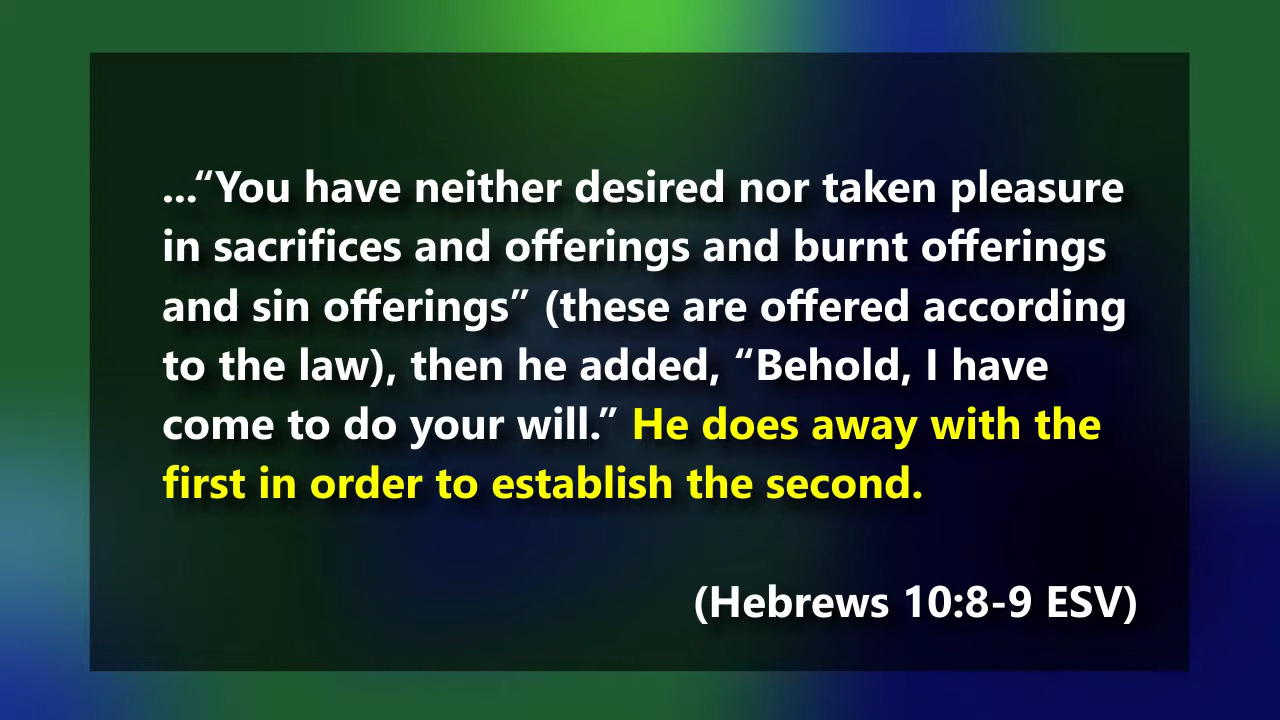 ...“You have neither desired nor taken pleasure
in sacrifices and offerings and burnt offerings
and sin offerings” (these are offered according
to the law), then he added, “Behold, I have
come to do your will.” He does away with the
first in order to establish the second.
(Hebrews 10:8-9 ESV)